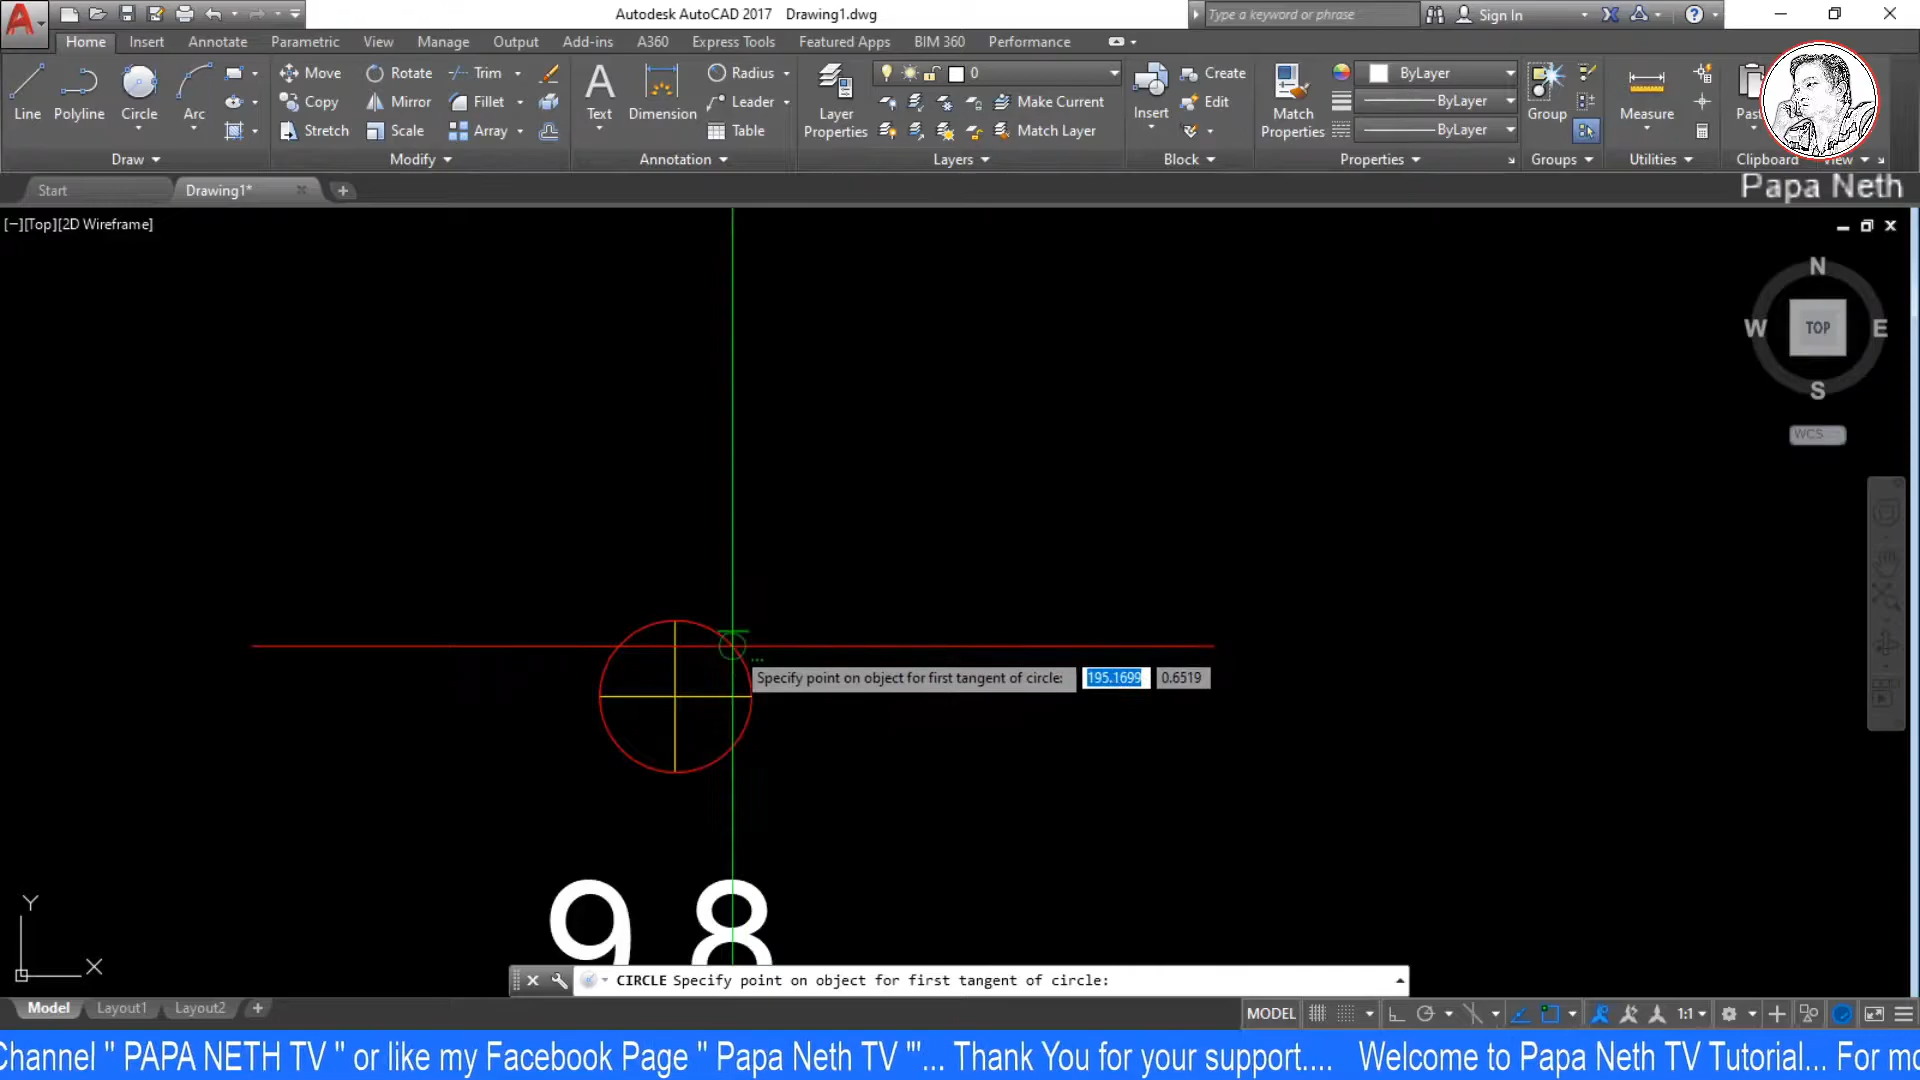 Autodesk AutoCAD 2017 Drawing1.dwg
Type a keyword or phrase
Sign In
Home Insert Annotate Parametric View Manage Output Add-ins A360 Express Tools Featured Apps BIM 360 Performance
Line Polyline Circle Arc
Draw
Move Rotate Trim
Copy Mirror Fillet
Stretch Scale Array
Modify
Text Dimension
Radius
Leader
Table
Annotation
Layer Properties
0
Make Current
Match Layer
Layers
Insert
Create
Edit
Block
Match Properties
ByLayer
ByLayer
ByLayer
Properties
Group
Groups
Measure
Utilities
Clipboard
Papa Neth
Start Drawing1*
[−][Top][2D Wireframe]
N
W TOP E
S
WCS
Specify point on object for first tangent of circle: 195.1699 0.6519
9 8
Y
X
CIRCLE Specify point on object for first tangent of circle:
Model Layout1 Layout2
MODEL 1:1
Channel " PAPA NETH TV " or like my Facebook Page " Papa Neth TV '"... Thank You for your support.... Welcome to Papa Neth TV Tutorial... For mo